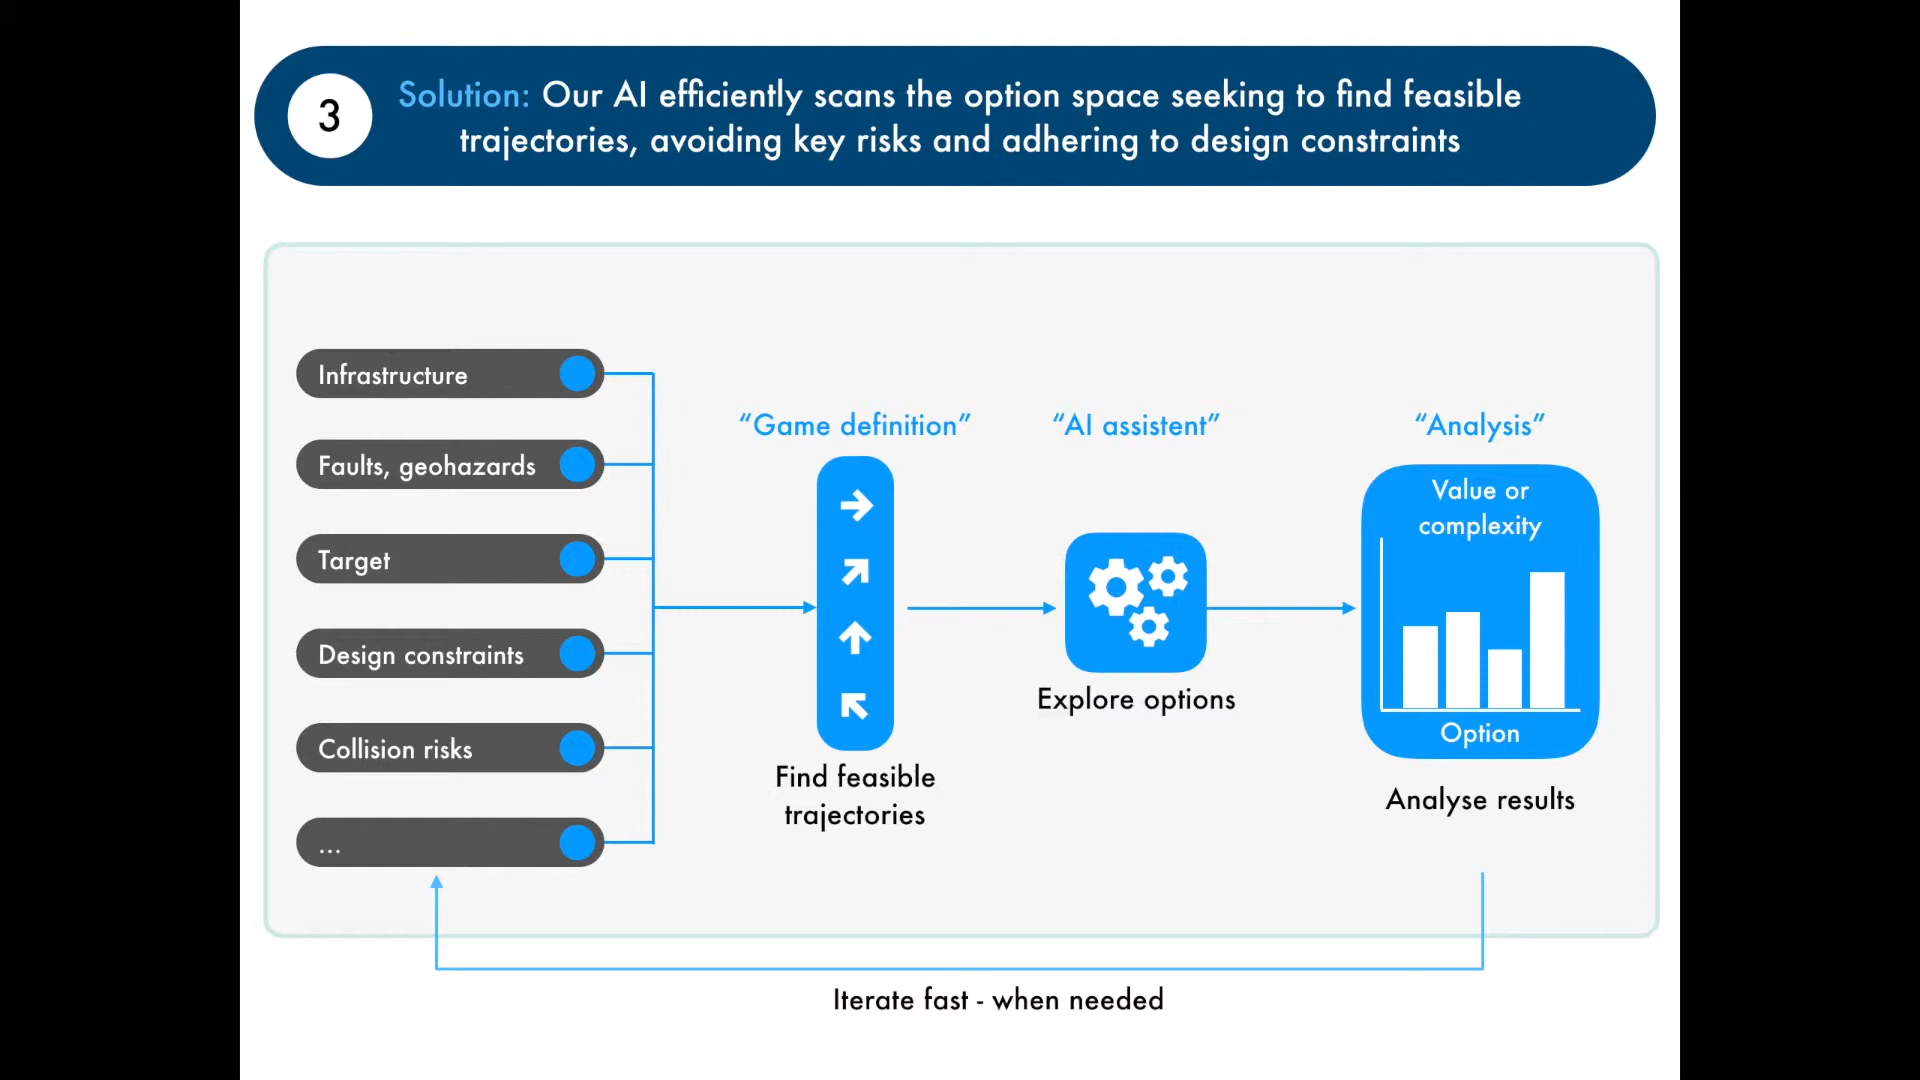 3
Solution: Our AI efficiently scans the option space seeking to find feasible
trajectories, avoiding key risks and adhering to design constraints
Infrastructure
Faults, geohazards
Target
Design constraints
Collision risks
...
“Game definition”
Find feasible
trajectories
“AI assistent”
Explore options
“Analysis”
Value or
complexity
Option
Analyse results
Iterate fast - when needed